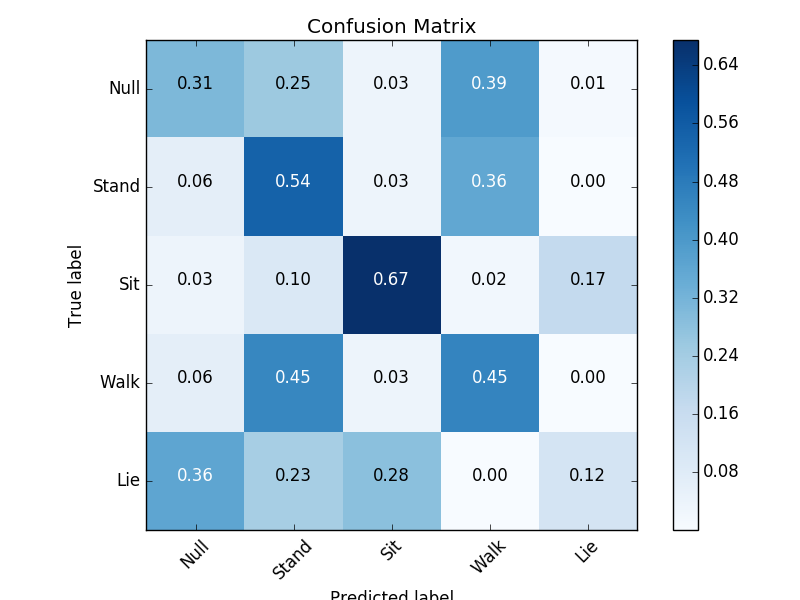 Confusion Matrix
Null 0.31 0.25 0.03 0.39 0.01
Stand 0.06 0.54 0.03 0.36 0.00
Sit 0.03 0.10 0.67 0.02 0.17
Walk 0.06 0.45 0.03 0.45 0.00
Lie 0.36 0.23 0.28 0.00 0.12
True label
Null Stand Sit Walk Lie
Predicted label
0.64
0.56
0.48
0.40
0.32
0.24
0.16
0.08